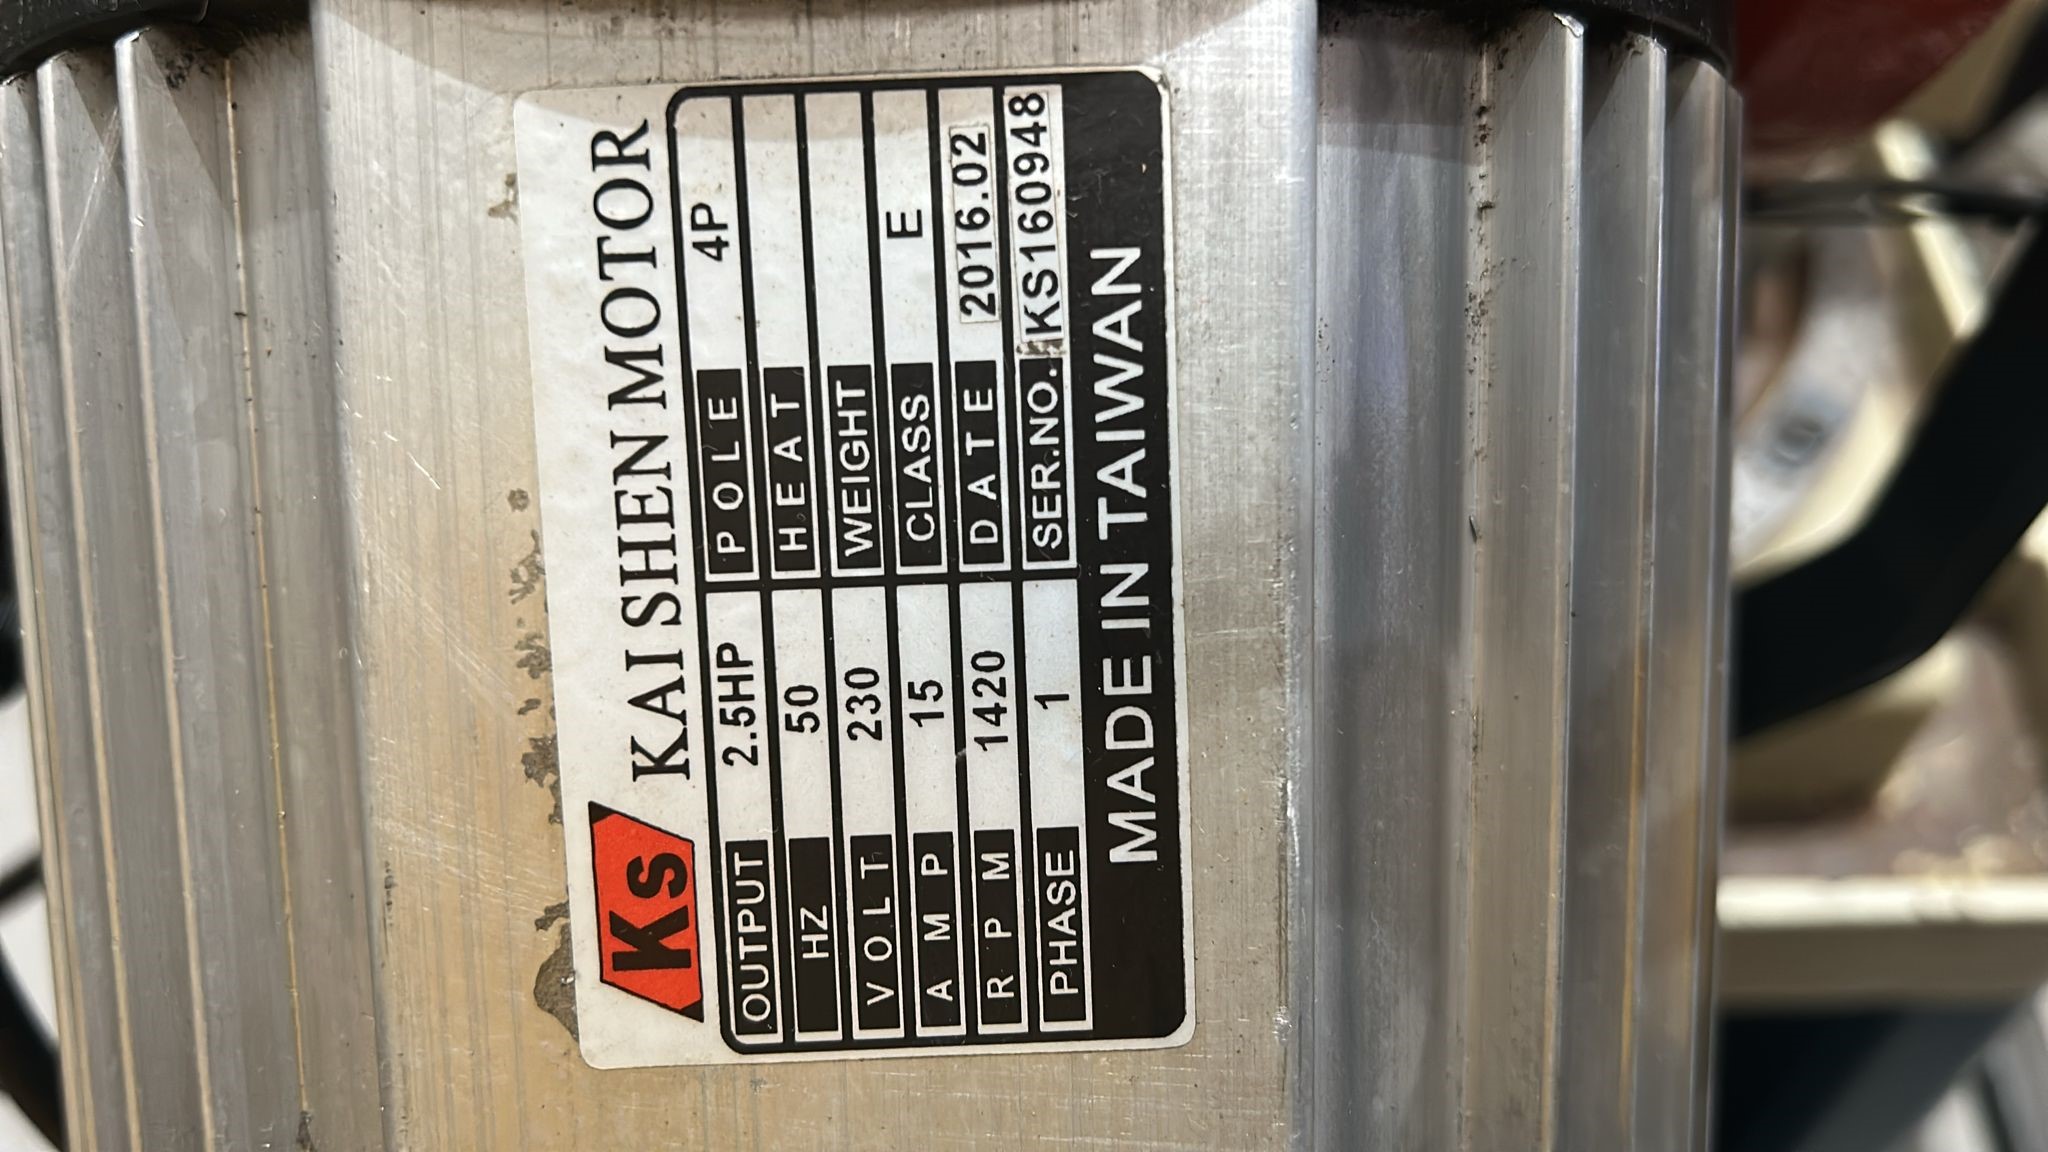 Ks KAI SHEN MOTOR
OUTPUT 2.5HP POLE 4P
HZ 50 HEAT
VOLT 230 WEIGHT
AMP 15 CLASS E
RPM 1420 DATE 2016.02
PHASE 1 SER.NO. KS160948
MADE IN TAIWAN